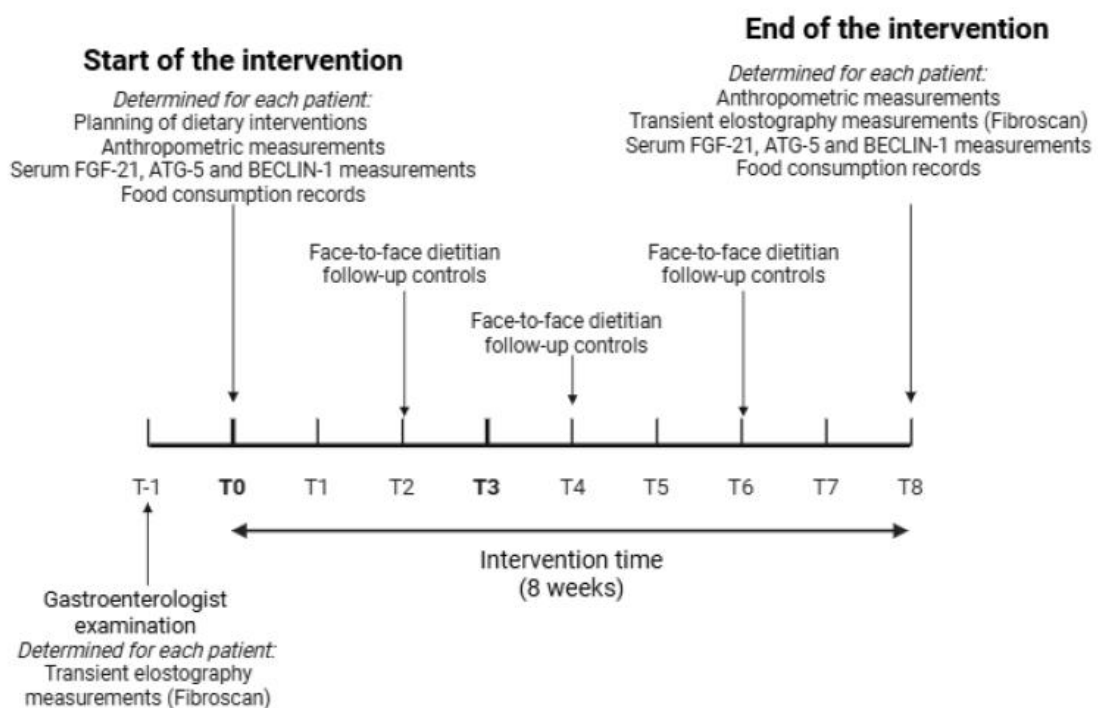 Start of the intervention
Determined for each patient:
Planning of dietary interventions
Anthropometric measurements
Serum FGF-21, ATG-5 and BECLIN-1 measurements
Food consumption records
End of the intervention
Determined for each patient:
Anthropometric measurements
Transient elostography measurements (Fibroscan)
Serum FGF-21, ATG-5 and BECLIN-1 measurements
Food consumption records
Face-to-face dietitian
follow-up controls
Face-to-face dietitian
follow-up controls
Face-to-face dietitian
follow-up controls
T-1 T0 T1 T2 T3 T4 T5 T6 T7 T8
Intervention time
(8 weeks)
Gastroenterologist
examination
Determined for each patient:
Transient elostography
measurements (Fibroscan)